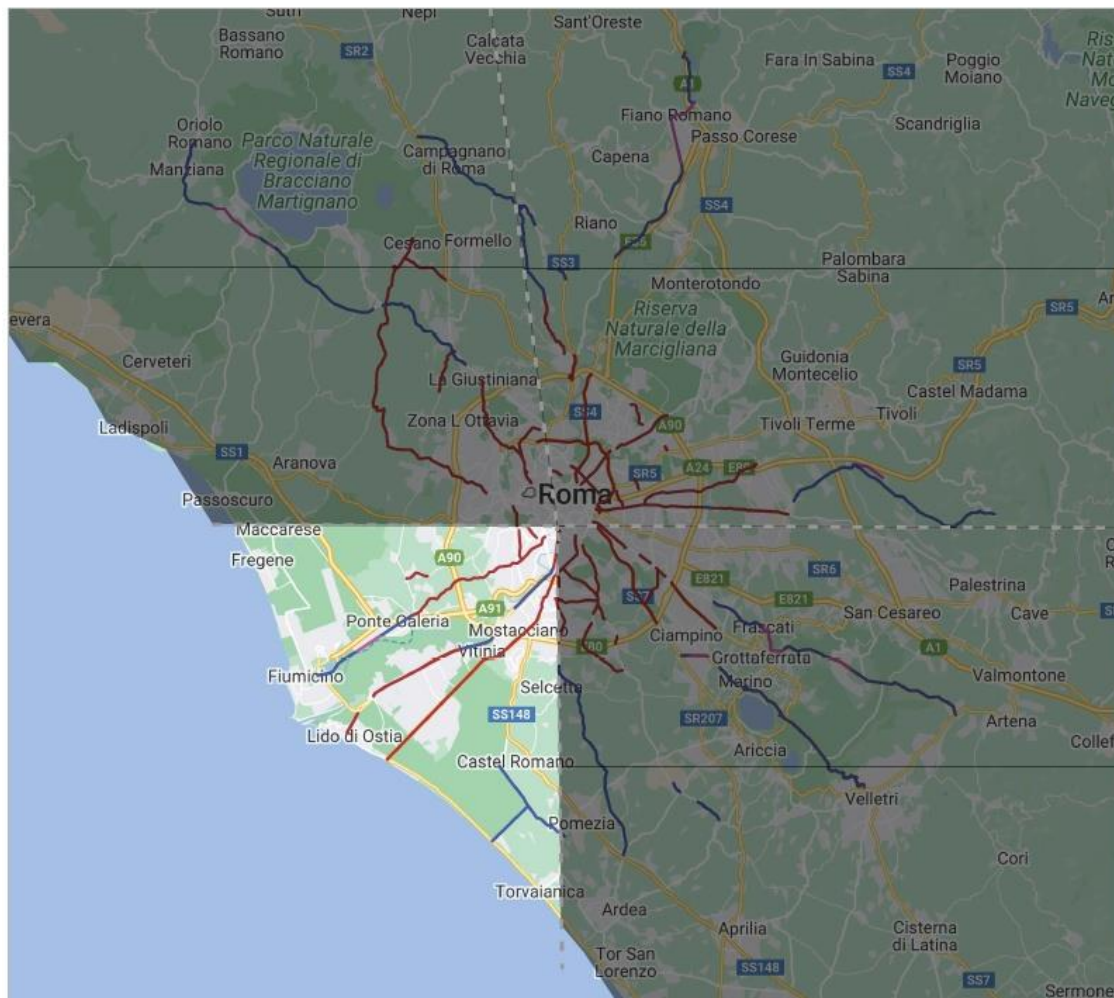 Sutri
Nepi
Sant'Oreste
Bassano
Romano
SR2
Calcata
Vecchia
Fara In Sabina
SS4
Poggio
Moiano
A1
Oriolo
Romano
Fiano Romano
Scandriglia
Parco Naturale
Regionale di
Bracciano
Martignano
Manziana
Campagnano
di Roma
Capena
Passo Corese
SS4
Riano
Cesano
Formello
SS3
E35
Palombara
Sabina
Monterotondo
Riserva
Naturale della
Marcigliana
SR5
Cerveteri
Guidonia
Montecelio
SR5
La Giustiniana
Castel Madama
Ladispoli
Zona L'Ottavia
SS4
A90
Tivoli Terme
Tivoli
SS1
Aranova
SR5
A24
E80
Passoscuro
Roma
Maccarese
Fregene
A90
SR6
E821
Palestrina
A91
SS7
E821
San Cesareo
Cave
Ponte Galeria
Mostacciano
Vitinia
Ciampino
Frascati
E80
A1
Fiumicino
Grottaferrata
Valmontone
Selcetta
Marino
SS148
SR207
Artena
Lido di Ostia
Ariccia
Castel Romano
Velletri
Pomezia
Cori
Torvaianica
Ardea
Aprilia
Cisterna
di Latina
Tor San
Lorenzo
SS148
SS7